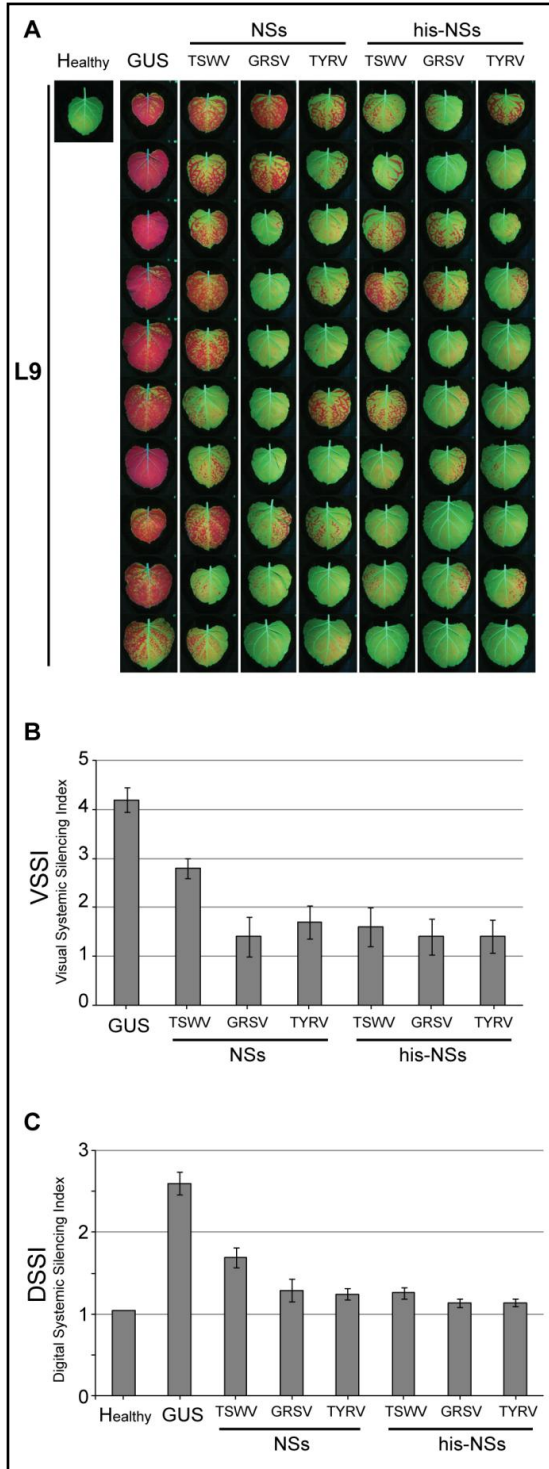 A
NSs his-NSs
Healthy GUS TSWV GRSV TYRV TSWV GRSV TYRV
L9
B
VSSI
Visual Systemic Silencing Index
5
4
3
2
1
0
GUS TSWV GRSV TYRV TSWV GRSV TYRV
NSs his-NSs
C
DSSI
Digital Systemic Silencing Index
3
2
1
0
Healthy GUS TSWV GRSV TYRV TSWV GRSV TYRV
NSs his-NSs